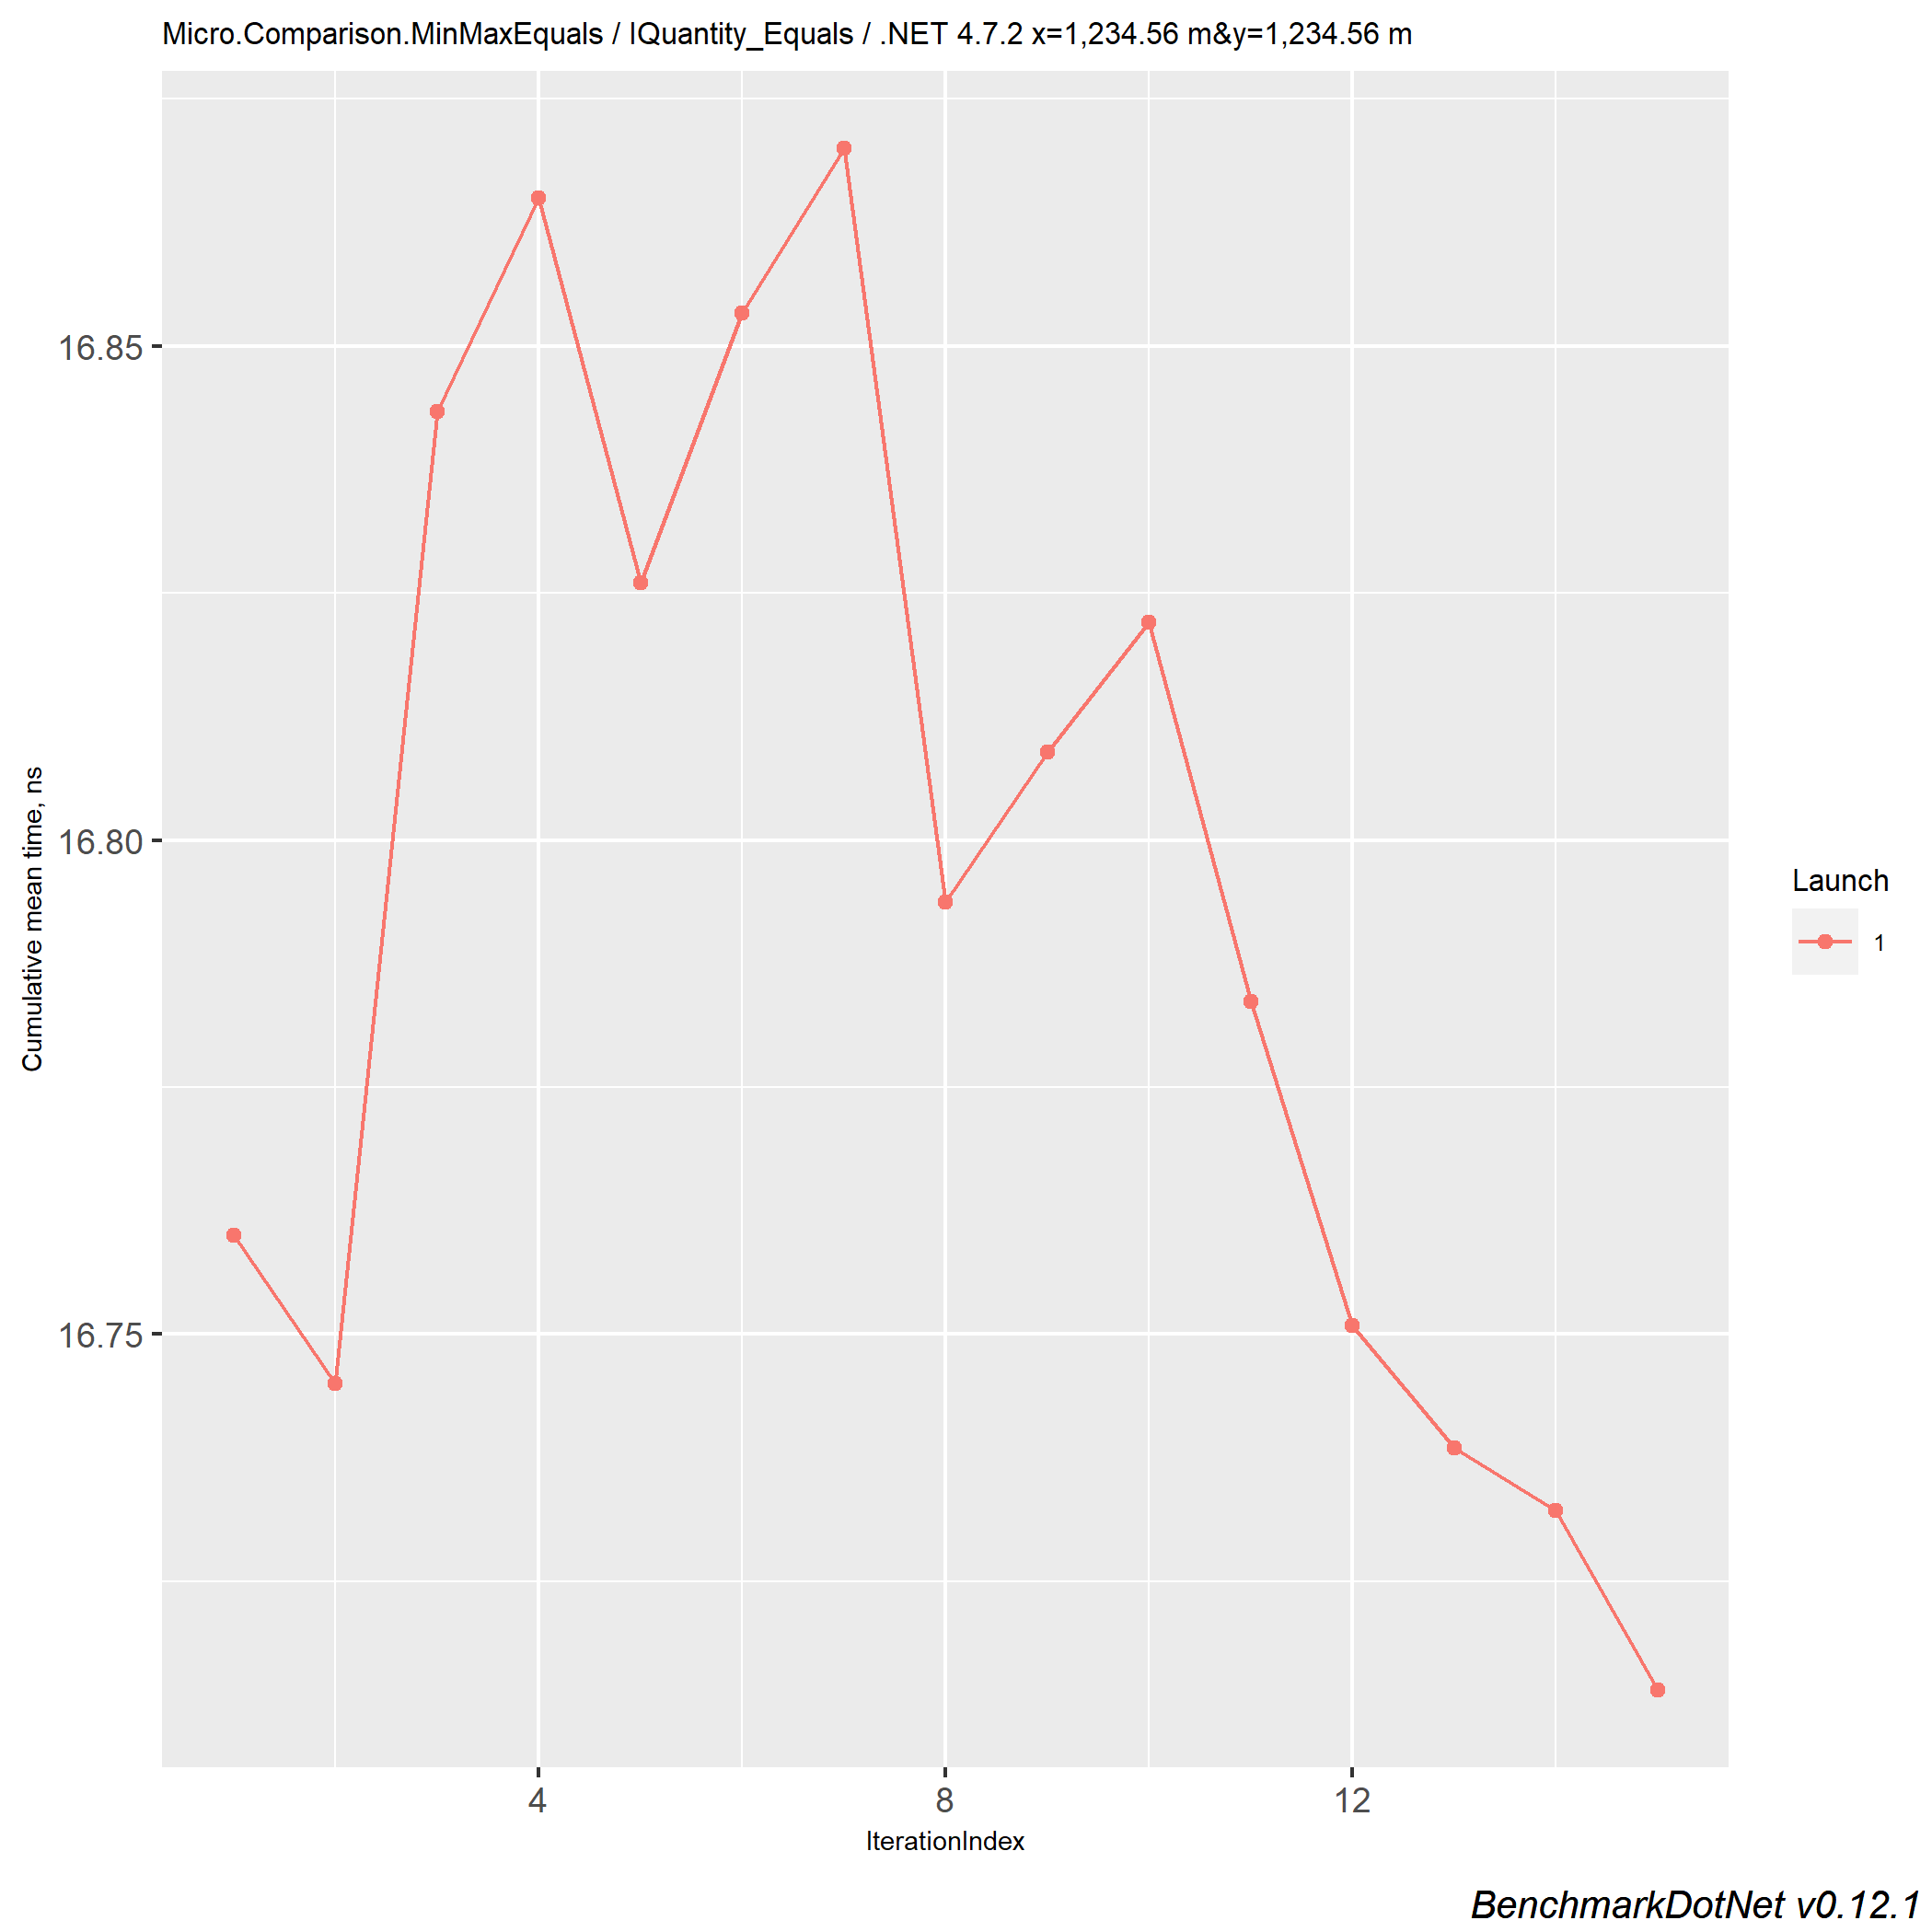 Micro.Comparison.MinMaxEquals / IQuantity_Equals / .NET 4.7.2 x=1,234.56 m&y=1,234.56 m
Cumulative mean time, ns
16.85
16.80
16.75
4
8
12
IterationIndex
Launch
1
BenchmarkDotNet v0.12.1